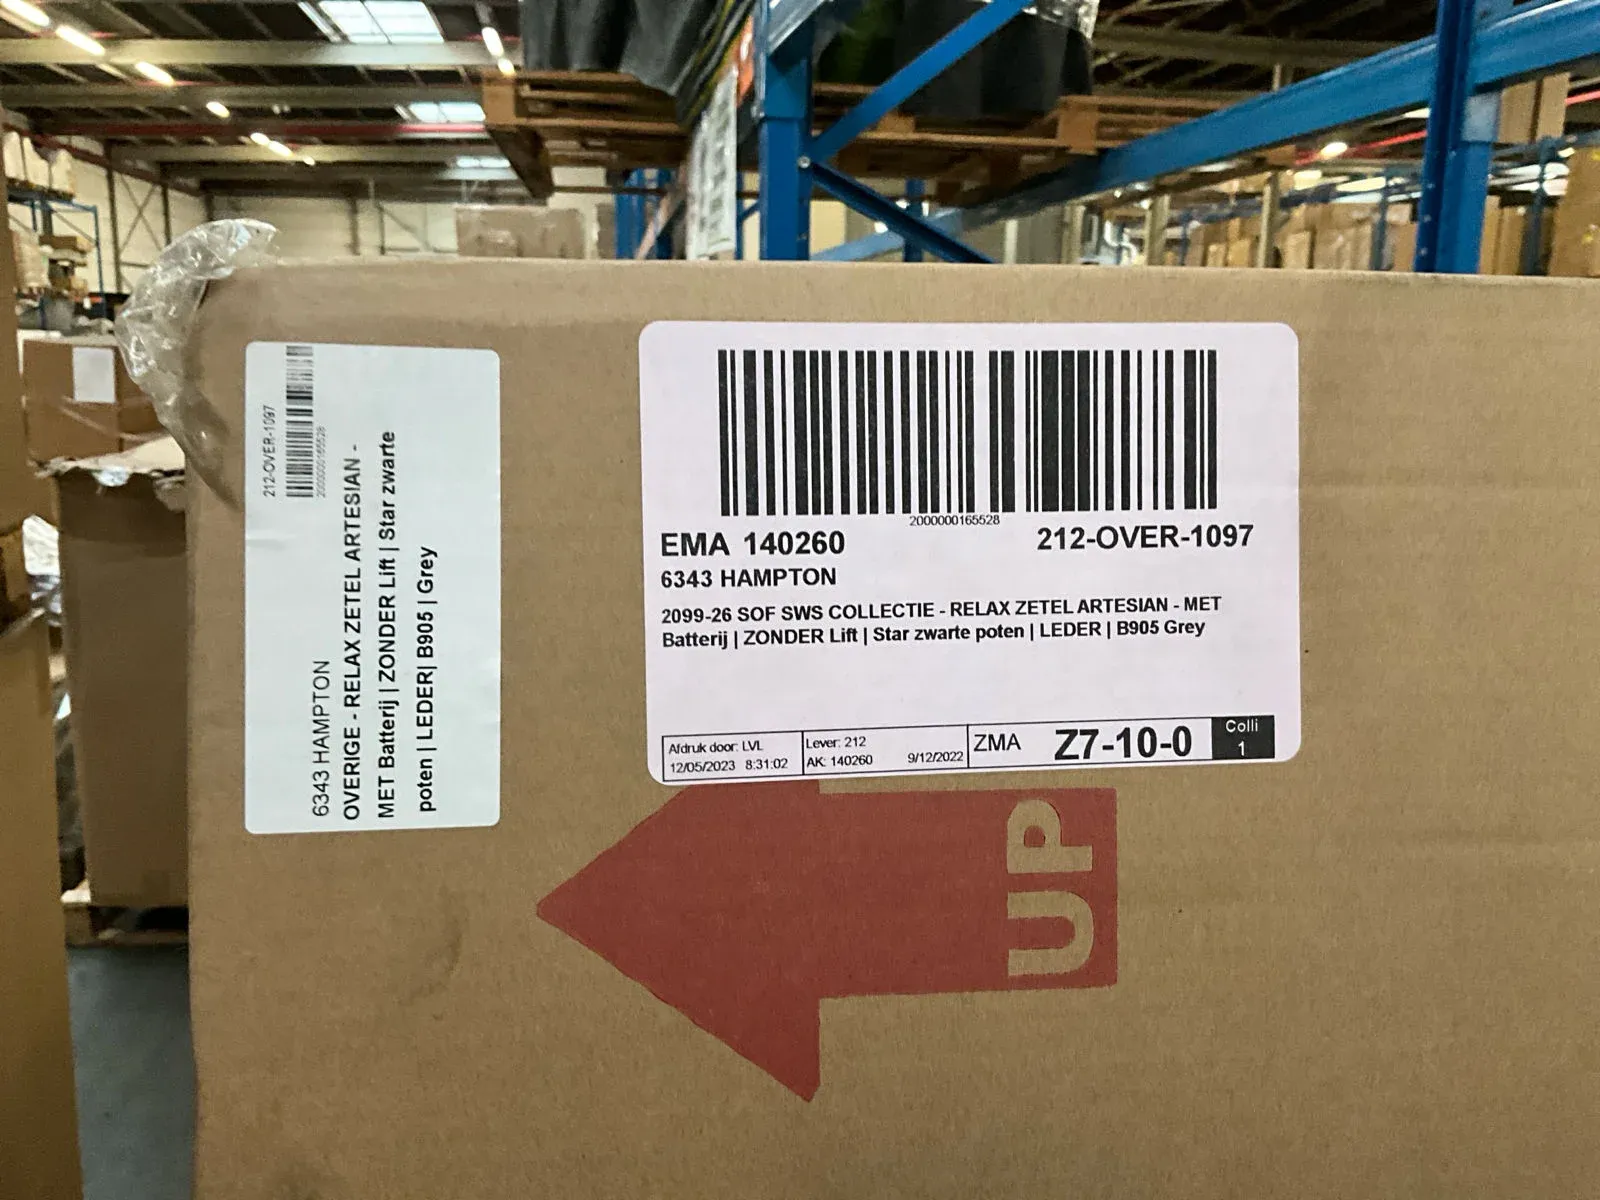 212-OVER-1097
2000000165528
6343 HAMPTON
OVERIGE - RELAX ZETEL ARTESIAN -
MET Batterij | ZONDER Lift | Star zwarte
poten | LEDER| B905 | Grey
2000000165528
EMA 140260 212-OVER-1097
6343 HAMPTON
2099-26 SOF SWS COLLECTIE - RELAX ZETEL ARTESIAN - MET
Batterij | ZONDER Lift | Star zwarte poten | LEDER | B905 Grey
Afdruk door: LVL
12/05/2023 8:31:02
Lever: 212
AK: 140260 9/12/2022
ZMA Z7-10-0
Colli
1
UP